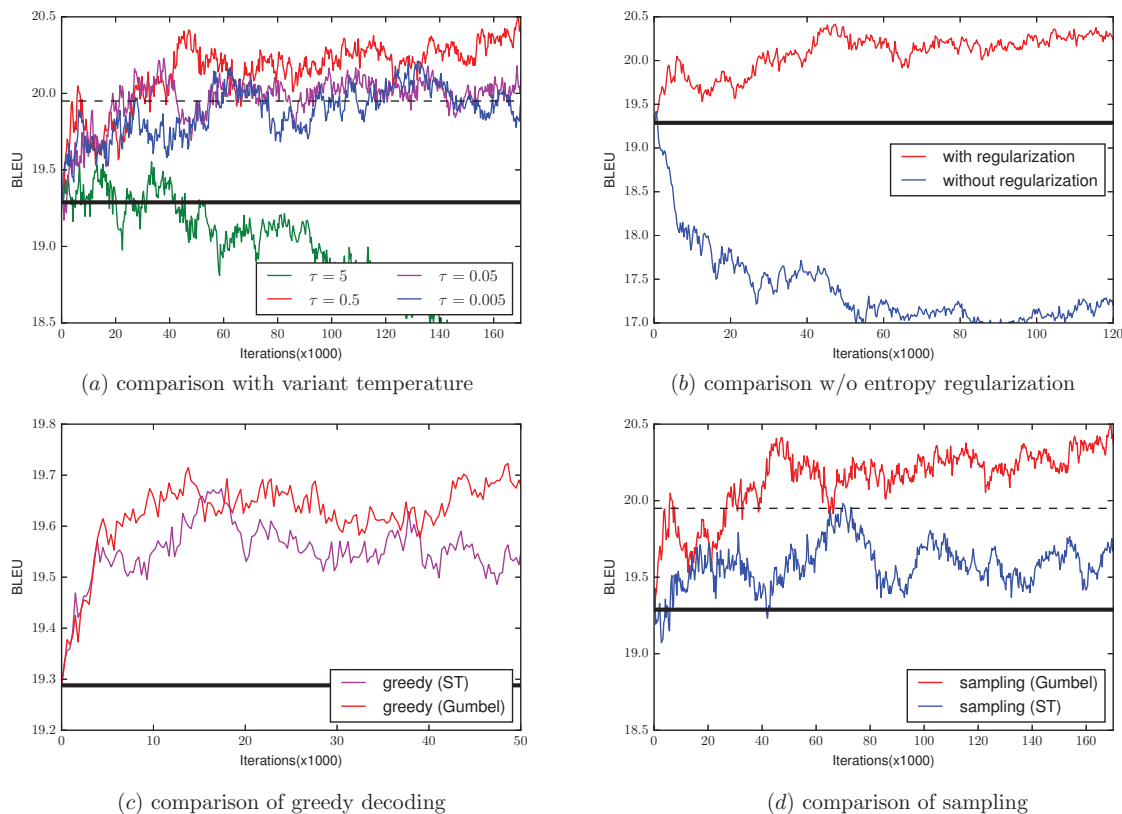 20.5
20.0
19.5
19.0
18.5
BLEU
τ = 5
τ = 0.05
τ = 0.5
τ = 0.005
0 20 40 60 80 100 120 140 160
Iterations(x1000)
(a) comparison with variant temperature
20.5
20.0
19.5
19.0
18.5
18.0
17.5
17.0
BLEU
with regularization
without regularization
0 20 40 60 80 100 120
Iterations(x1000)
(b) comparison w/o entropy regularization
19.8
19.7
19.6
19.5
19.4
19.3
19.2
BLEU
greedy (ST)
greedy (Gumbel)
0 10 20 30 40 50
Iterations(x1000)
(c) comparison of greedy decoding
20.5
20.0
19.5
19.0
18.5
BLEU
sampling (Gumbel)
sampling (ST)
0 20 40 60 80 100 120 140 160
Iterations(x1000)
(d) comparison of sampling